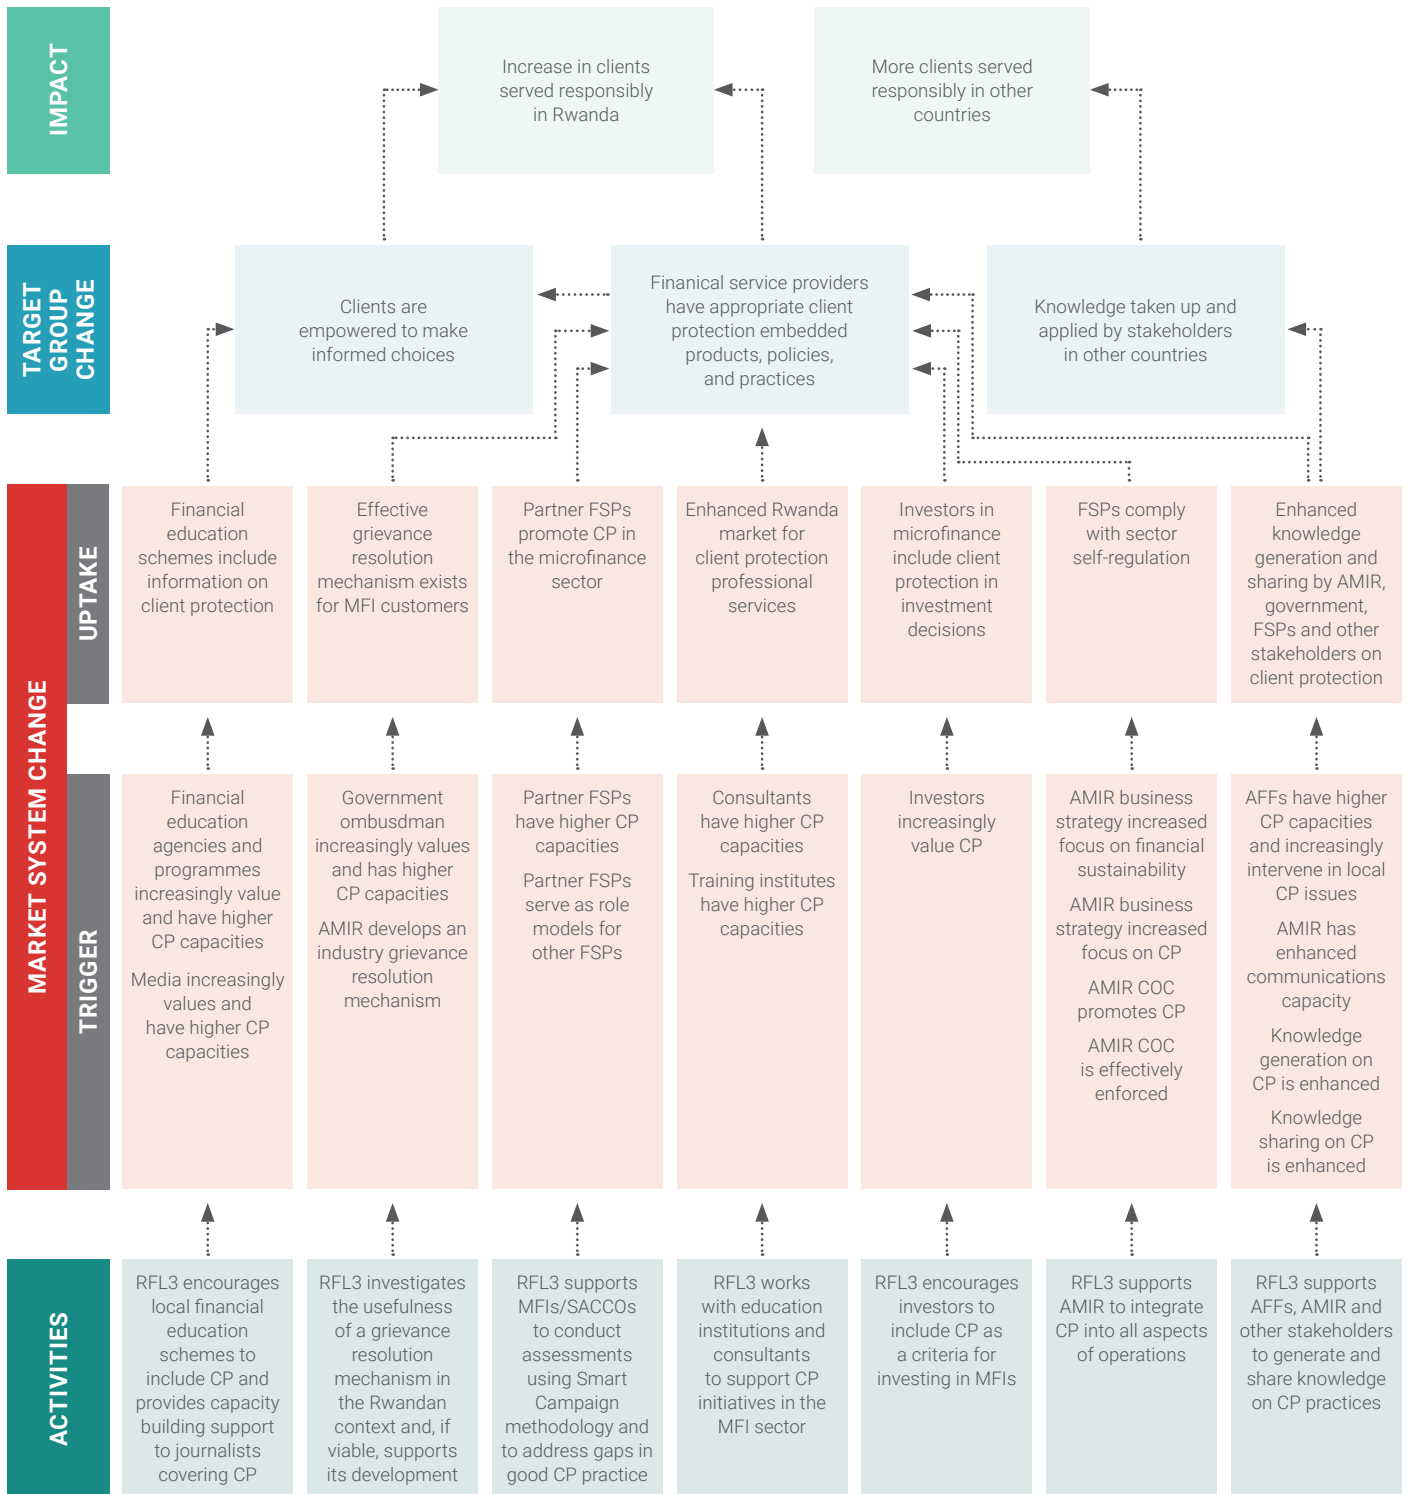 IMPACT
Increase in clients
served responsibly
in Rwanda
More clients served
responsibly in other
countries
TARGET
GROUP
CHANGE
Clients are
empowered to make
informed choices
Finanical service providers
have appropriate client
protection embedded
products, policies,
and practices
Knowledge taken up and
applied by stakeholders
in other countries
MARKET SYSTEM CHANGE
UPTAKE
Financial
education
schemes include
information on
client protection
Effective
grievance
resolution
mechanism exists
for MFI customers
Partner FSPs
promote CP in
the microfinance
sector
Enhanced Rwanda
market for
client protection
professional
services
Investors in
microfinance
include client
protection in
investment
decisions
FSPs comply
with sector
self-regulation
Enhanced
knowledge
generation and
sharing by AMIR,
government,
FSPs and other
stakeholders on
client protection
TRIGGER
Financial
education
agencies and
programmes
increasingly value
and have higher
CP capacities
Media increasingly
values and
have higher CP
capacities
Government
ombusdman
increasingly values
and has higher
CP capacities
AMIR develops an
industry grievance
resolution
mechanism
Partner FSPs
have higher CP
capacities
Partner FSPs
serve as role
models for
other FSPs
Consultants
have higher CP
capacities
Training institutes
have higher CP
capacities
Investors
increasingly
value CP
AMIR business
strategy increased
focus on financial
sustainability
AMIR business
strategy increased
focus on CP
AMIR COC
promotes CP
AMIR COC
is effectively
enforced
AFFs have higher
CP capacities
and increasingly
intervene in local
CP issues
AMIR has
enhanced
communications
capacity
Knowledge
generation on
CP is enhanced
Knowledge
sharing on CP
is enhanced
ACTIVITIES
RFL3 encourages
local financial
education
schemes to
include CP and
provides capacity
building support
to journalists
covering CP
RFL3 investigates
the usefulness
of a grievance
resolution
mechanism in
the Rwandan
context and, if
viable, supports
its development
RFL3 supports
MFIs/SACCOs
to conduct
assessments
using Smart
Campaign
methodology and
to address gaps in
good CP practice
RFL3 works
with education
institutions and
consultants
to support CP
initiatives in the
MFI sector
RFL3 encourages
investors to
include CP as
a criteria for
investing in MFIs
RFL3 supports
AMIR to integrate
CP into all aspects
of operations
RFL3 supports
AFFs, AMIR and
other stakeholders
to generate and
share knowledge
on CP practices